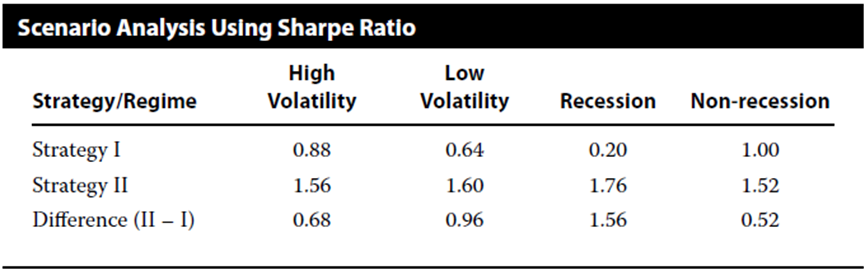 Scenario Analysis Using Sharpe Ratio
Strategy/Regime High Volatility Low Volatility Recession Non-recession
Strategy I 0.88 0.64 0.20 1.00
Strategy II 1.56 1.60 1.76 1.52
Difference (II – I) 0.68 0.96 1.56 0.52